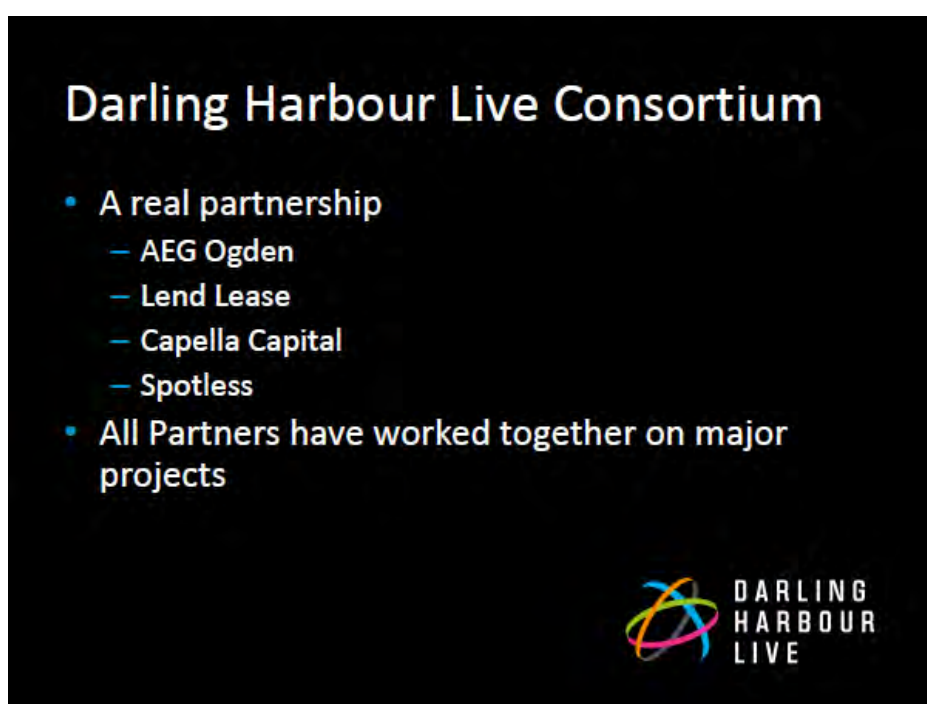 Darling Harbour Live Consortium
• A real partnership
– AEG Ogden
– Lend Lease
– Capella Capital
– Spotless
• All Partners have worked together on major
projects
DARLING
HARBOUR
LIVE